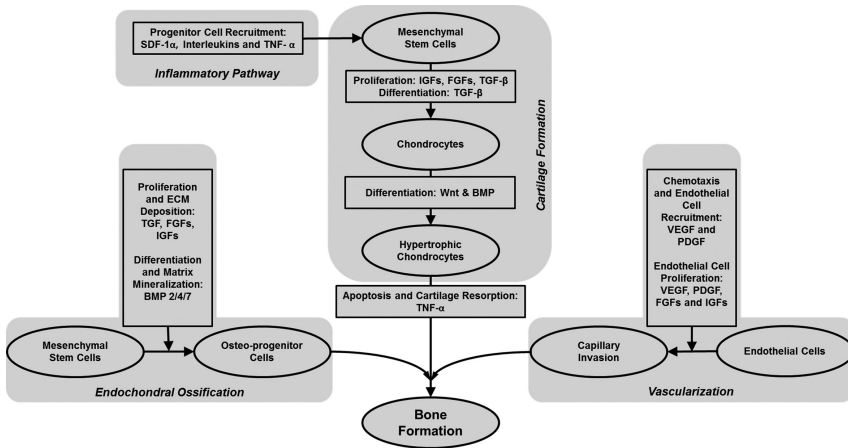 Progenitor Cell Recruitment:
SDF-1α, Interleukins and TNF- α
Inflammatory Pathway
Mesenchymal
Stem Cells
Proliferation: IGFs, FGFs, TGF-β
Differentiation: TGF-β
Chondrocytes
Differentiation: Wnt & BMP
Hypertrophic
Chondrocytes
Cartilage Formation
Apoptosis and Cartilage Resorption:
TNF-α
Proliferation
and ECM
Deposition:
TGF, FGFs,
IGFs
Differentiation
and Matrix
Mineralization:
BMP 2/4/7
Mesenchymal
Stem Cells
Osteo-progenitor
Cells
Endochondral Ossification
Chemotaxis
and Endothelial
Cell
Recruitment:
VEGF and
PDGF
Endothelial Cell
Proliferation:
VEGF, PDGF,
FGFs and IGFs
Capillary
Invasion
Endothelial Cells
Vascularization
Bone
Formation